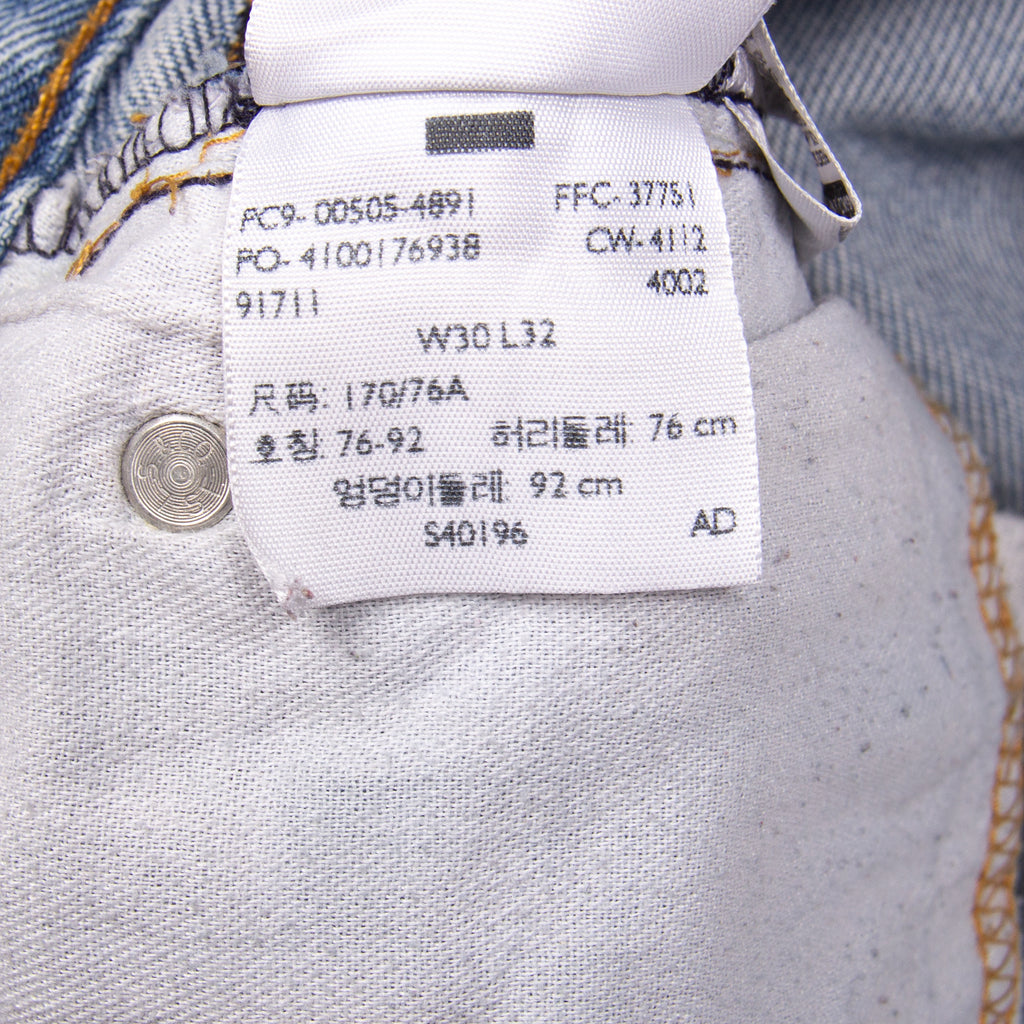 PC9- 00505-4891 FFC- 37751
PO- 4100176938 CW-4112
91711 4002
W30 L32
尺码: 170/76A
호칭: 76-92 허리둘레: 76 cm
엉덩이둘레: 92 cm
S40196 AD